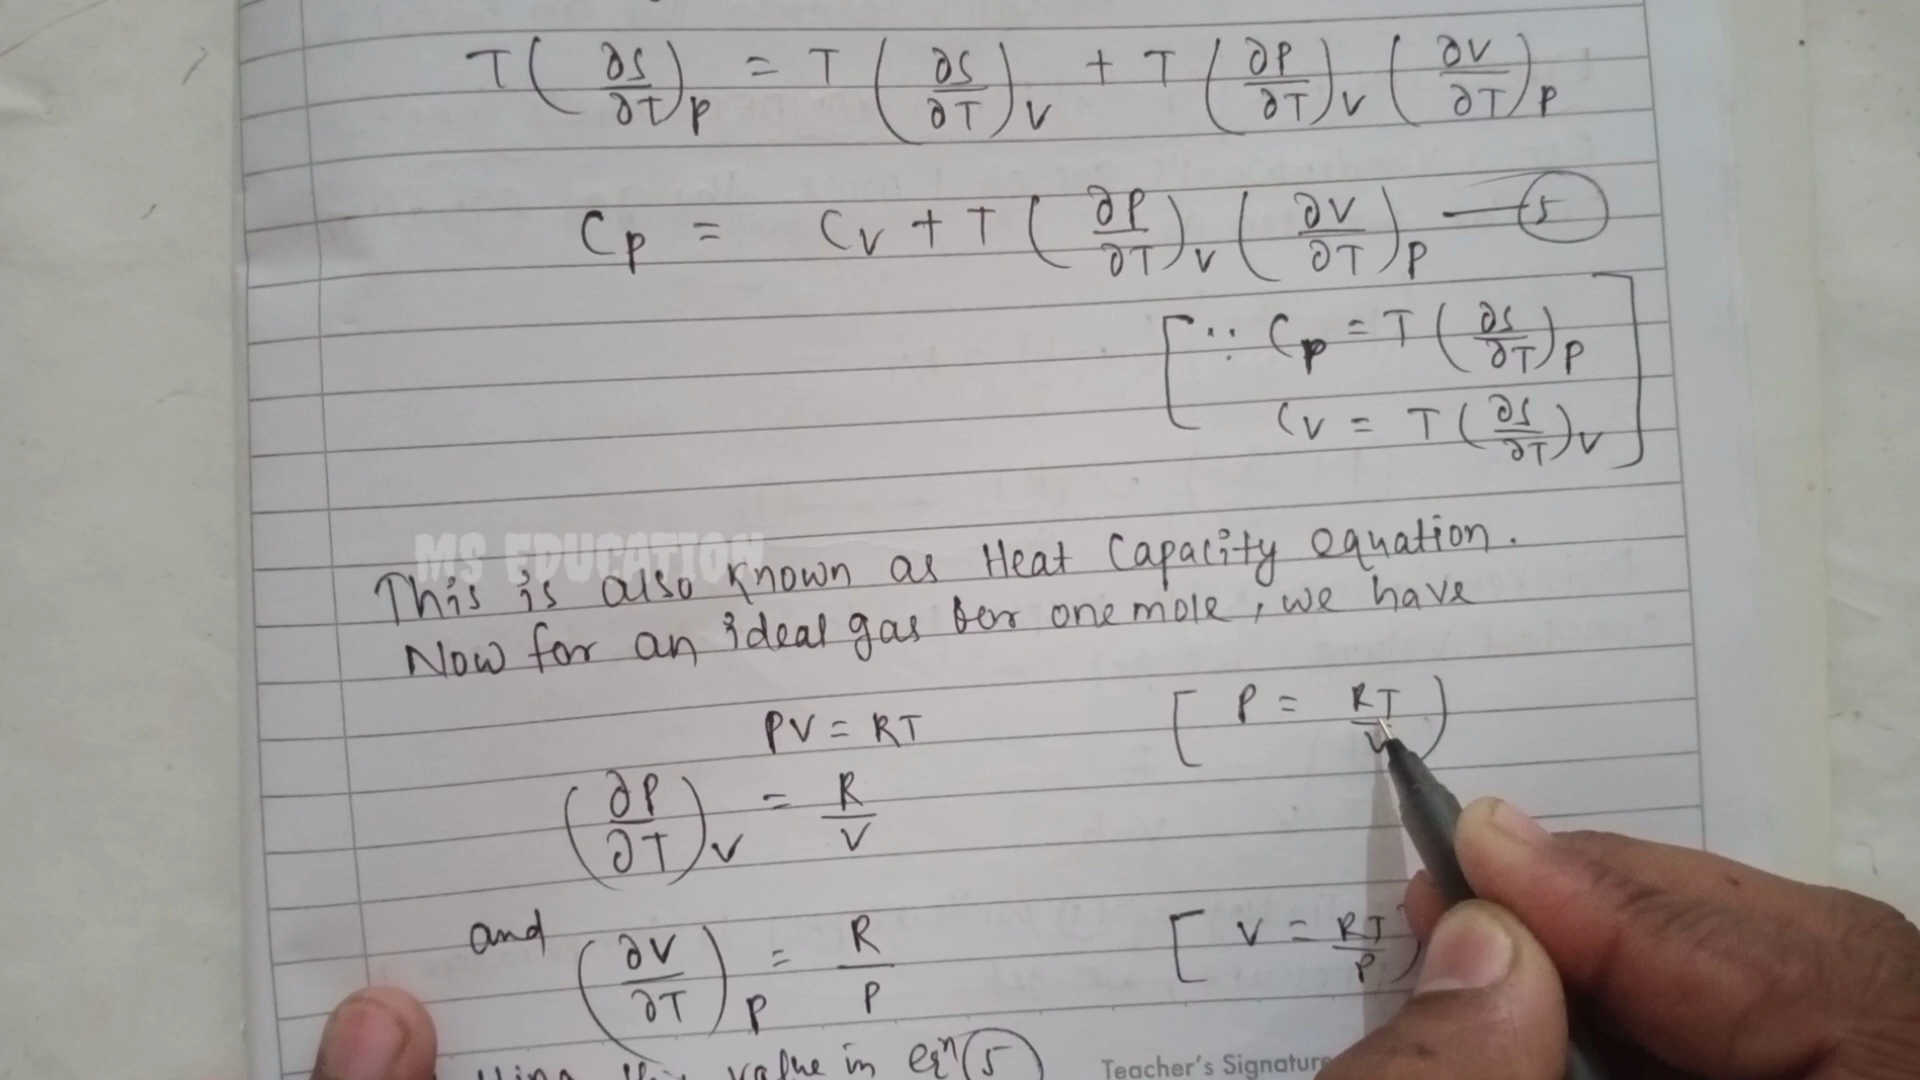 T(∂S/∂T)P = T(∂S/∂T)V + T(∂P/∂T)V (∂V/∂T)P
CP = CV + T(∂P/∂T)V (∂V/∂T)P — 5
[∵ CP = T(∂S/∂T)P
CV = T(∂S/∂T)V]
MS EDUCATION
This is also known as Heat Capacity equation.
Now for an ideal gas for one mole, we have
PV = RT [P = RT/V)
(∂P/∂T)V = R/V
and (∂V/∂T)P = R/P [V = RT/P)
value in eqn 5
Teacher's Signature